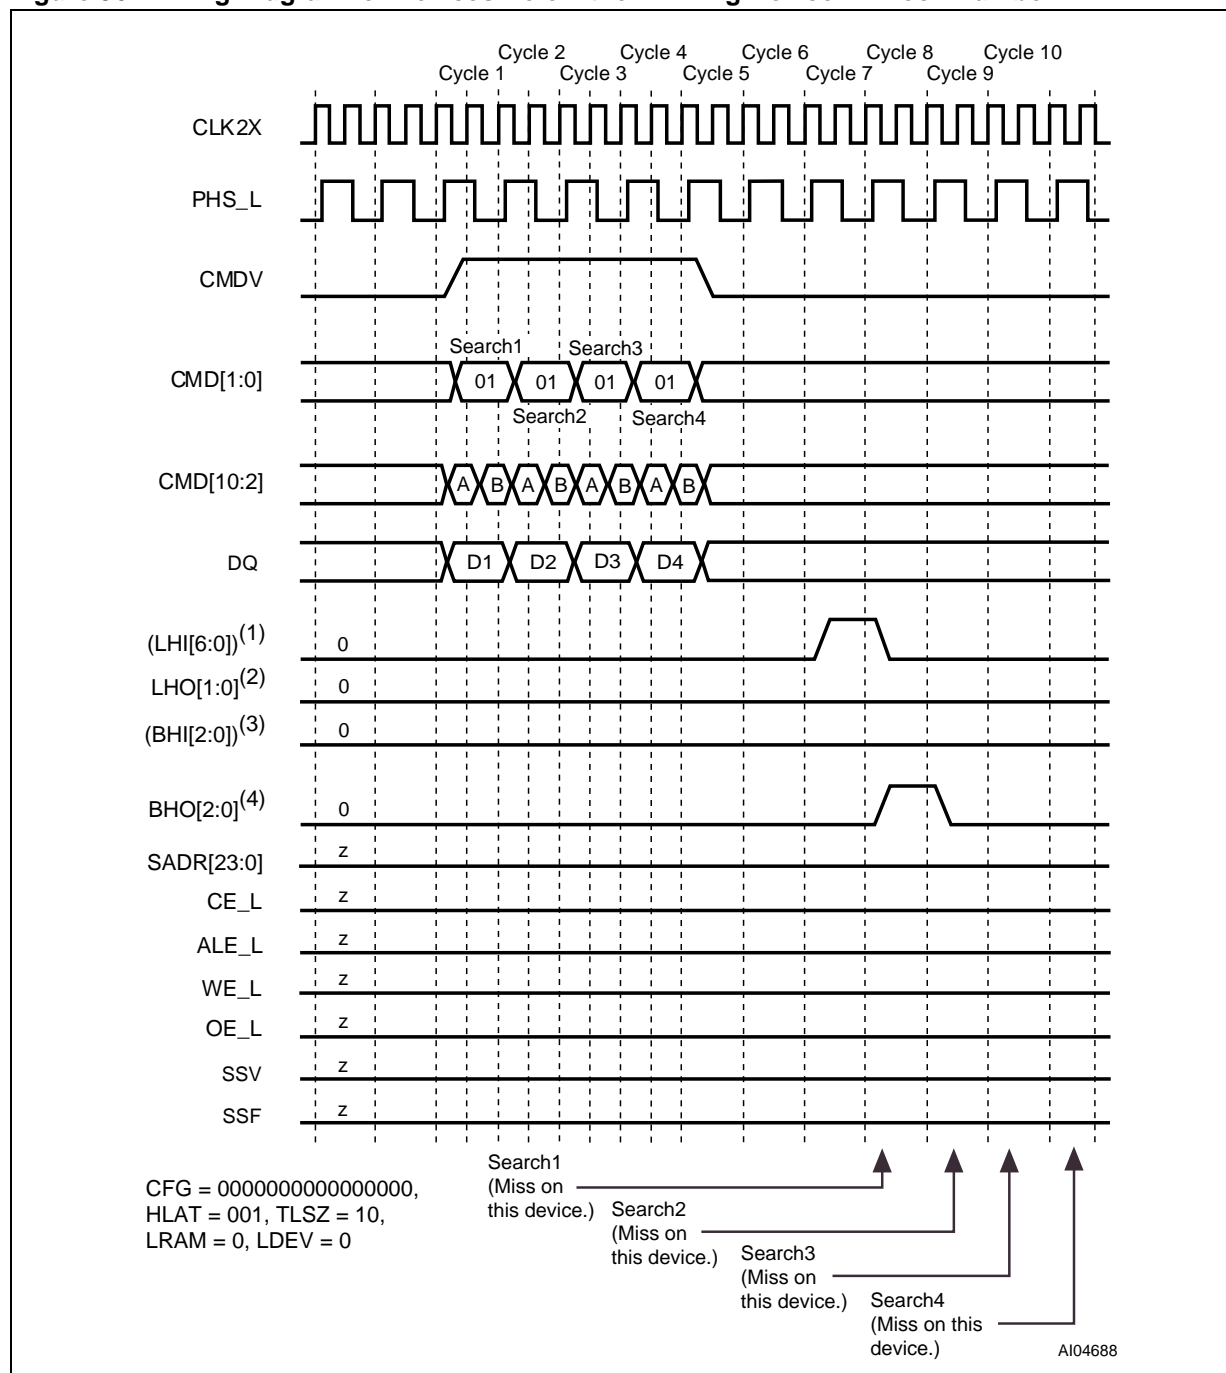 Cycle 2 Cycle 4 Cycle 6 Cycle 8 Cycle 10
Cycle 1 Cycle 3 Cycle 5 Cycle 7 Cycle 9
CLK2X
PHS_L
CMDV
Search1 Search3
CMD[1:0] 01 01 01 01
Search2 Search4
CMD[10:2] A B A B A B A B
DQ D1 D2 D3 D4
(LHI[6:0])(1) 0
LHO[1:0](2) 0
(BHI[2:0])(3) 0
BHO[2:0](4) 0
SADR[23:0] z
CE_L z
ALE_L z
WE_L z
OE_L z
SSV z
SSF z
Search1
(Miss on
this device.)
Search2
(Miss on
this device.)
Search3
(Miss on
this device.)
Search4
(Miss on this
device.)
CFG = 0000000000000000,
HLAT = 001, TLSZ = 10,
LRAM = 0, LDEV = 0
AI04688